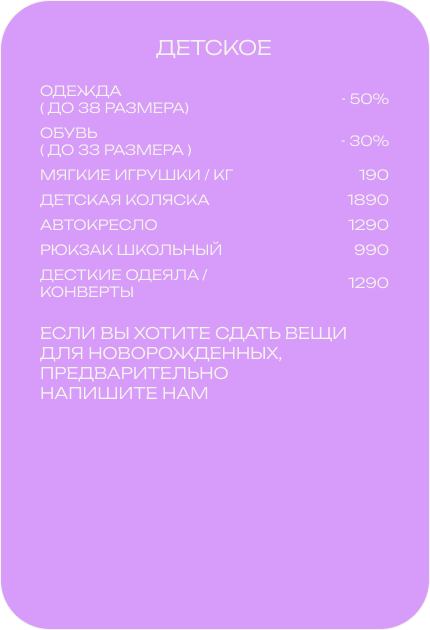 ДЕТСКОЕ
ОДЕЖДА
( ДО 38 РАЗМЕРА)
- 50%
ОБУВЬ
( ДО 33 РАЗМЕРА )
- 30%
МЯГКИЕ ИГРУШКИ / КГ 190
ДЕТСКАЯ КОЛЯСКА 1890
АВТОКРЕСЛО 1290
РЮКЗАК ШКОЛЬНЫЙ 990
ДЕСТКИЕ ОДЕЯЛА /
КОНВЕРТЫ
1290
ЕСЛИ ВЫ ХОТИТЕ СДАТЬ ВЕЩИ
ДЛЯ НОВОРОЖДЕННЫХ,
ПРЕДВАРИТЕЛЬНО
НАПИШИТЕ НАМ